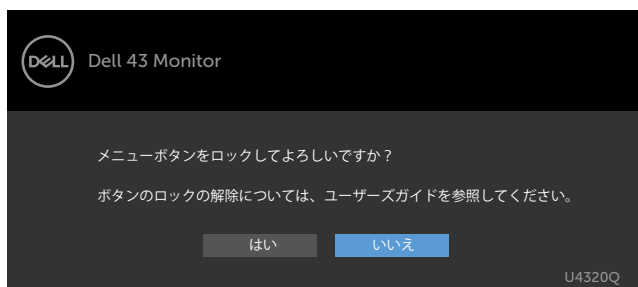 DELL Dell 43 Monitor
メニューボタンをロックしてよろしいですか？
ボタンのロックの解除については、ユーザーズガイドを参照してください。
はい いいえ
U4320Q